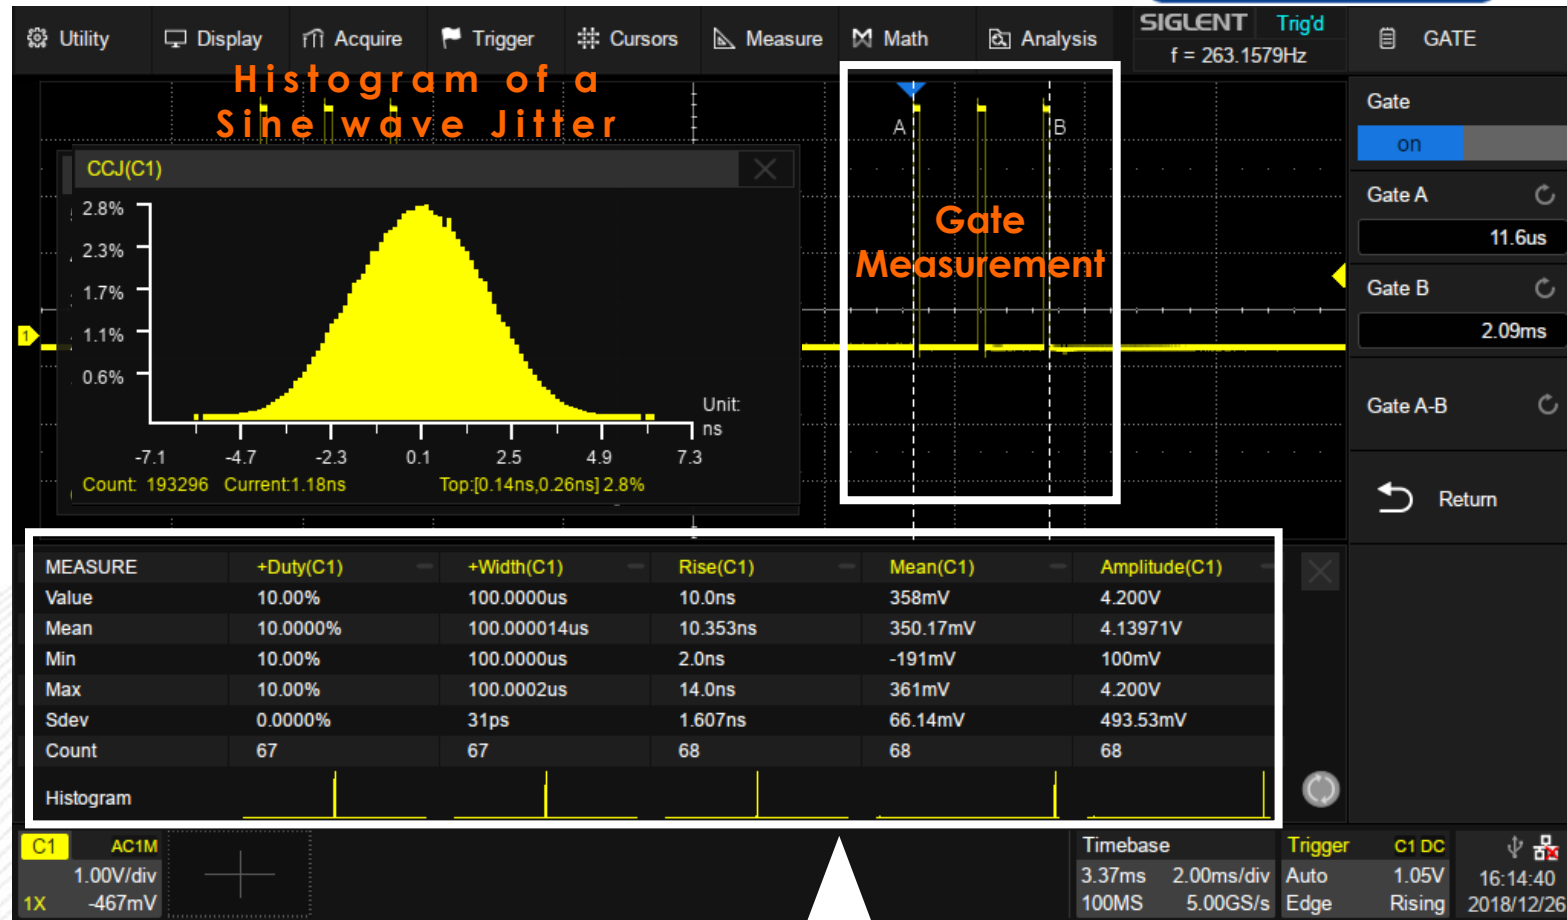 Utility Display Acquire Trigger Cursors Measure Math Analysis
SIGLENT Trig'd
f = 263.1579Hz
GATE
Histogram of a
Sine wave Jitter
A B
Gate
Measurement
CCJ(C1)
2.8%
2.3%
1.7%
1.1%
0.6%
Unit:
ns
-7.1 -4.7 -2.3 0.1 2.5 4.9 7.3
Count: 193296 Current:1.18ns Top:[0.14ns,0.26ns] 2.8%
1
Gate
on
Gate A
11.6us
Gate B
2.09ms
Gate A-B
Return
MEASURE +Duty(C1) +Width(C1) Rise(C1) Mean(C1) Amplitude(C1)
Value 10.00% 100.0000us 10.0ns 358mV 4.200V
Mean 10.0000% 100.000014us 10.353ns 350.17mV 4.13971V
Min 10.00% 100.0000us 2.0ns -191mV 100mV
Max 10.00% 100.0002us 14.0ns 361mV 4.200V
Sdev 0.0000% 31ps 1.607ns 66.14mV 493.53mV
Count 67 67 68 68 68
Histogram
C1 AC1M
1.00V/div
1X -467mV
Timebase
3.37ms 2.00ms/div
100MS 5.00GS/s
Trigger C1 DC
Auto 1.05V
Edge Rising
16:14:40
2018/12/26